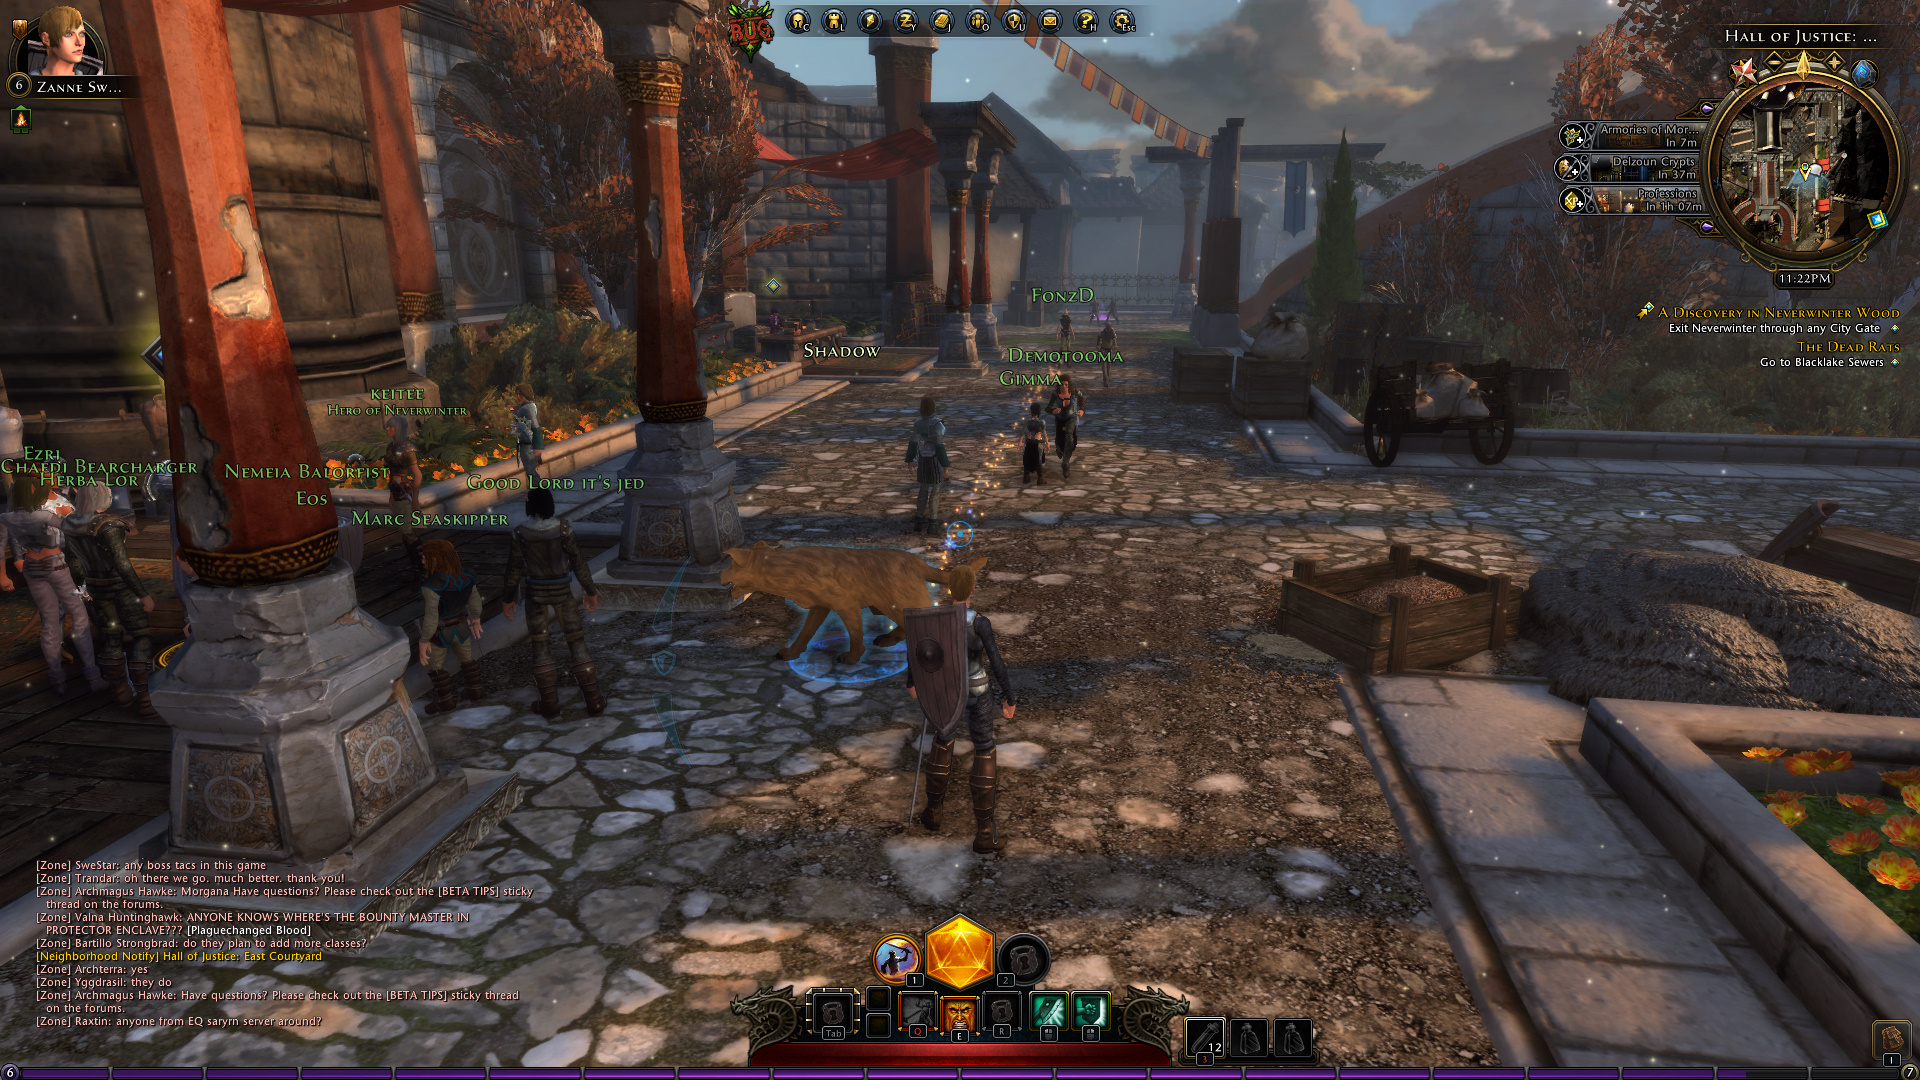 BUG
C
L
Y
J
O
U
H
Esc
6
Zanne Sw...
Hall of Justice: ...
Armories of Mor...
In 7m
Delzoun Crypts
In 37m
Professions
In 1h 07m
11:22PM
A Discovery in Neverwinter Wood
Exit Neverwinter through any City Gate
The Dead Rats
Go to Blacklake Sewers
FonzD
Shadow
Demotooma
Gimma
keitee
Hero of Neverwinter
Ezri
Chaedi Bearcharger
Herba Lor
Nemeia Balorfist
Eos
Good Lord it's jed
Marc Seaskipper
[Zone] SweStar: any boss tacs in this game
[Zone] Trandar: oh there we go. much better. thank you!
[Zone] Archmagus Hawke: Morgana Have questions? Please check out the [BETA TIPS] sticky
thread on the forums.
[Zone] Valna Huntinghawk: ANYONE KNOWS WHERE'S THE BOUNTY MASTER IN
PROTECTOR ENCLAVE??? [Plaguechanged Blood]
[Zone] Bartillo Strongbrad: do they plan to add more classes?
[Neighborhood Notify] Hall of Justice: East Courtyard
[Zone] Archterra: yes
[Zone] Yggdrasil: they do
[Zone] Archmagus Hawke: Have questions? Please check out the [BETA TIPS] sticky thread
on the forums.
[Zone] Raxtin: anyone from EQ saryrn server around?
1
2
Tab
Q
E
R
12
3
I
6
7